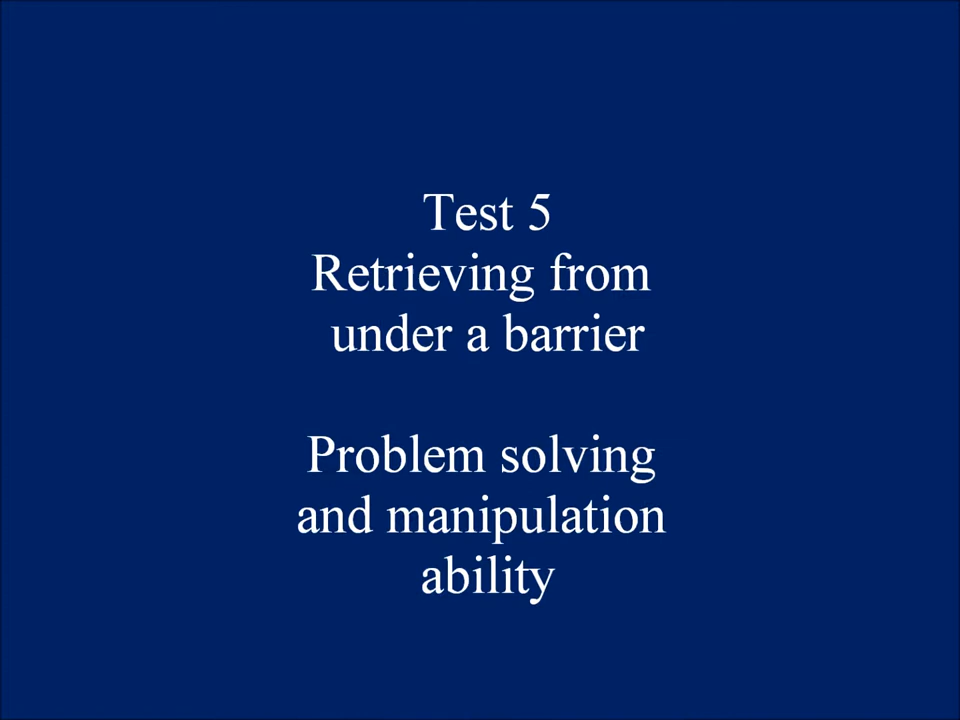 Test 5
Retrieving from
under a barrier
Problem solving
and manipulation
ability